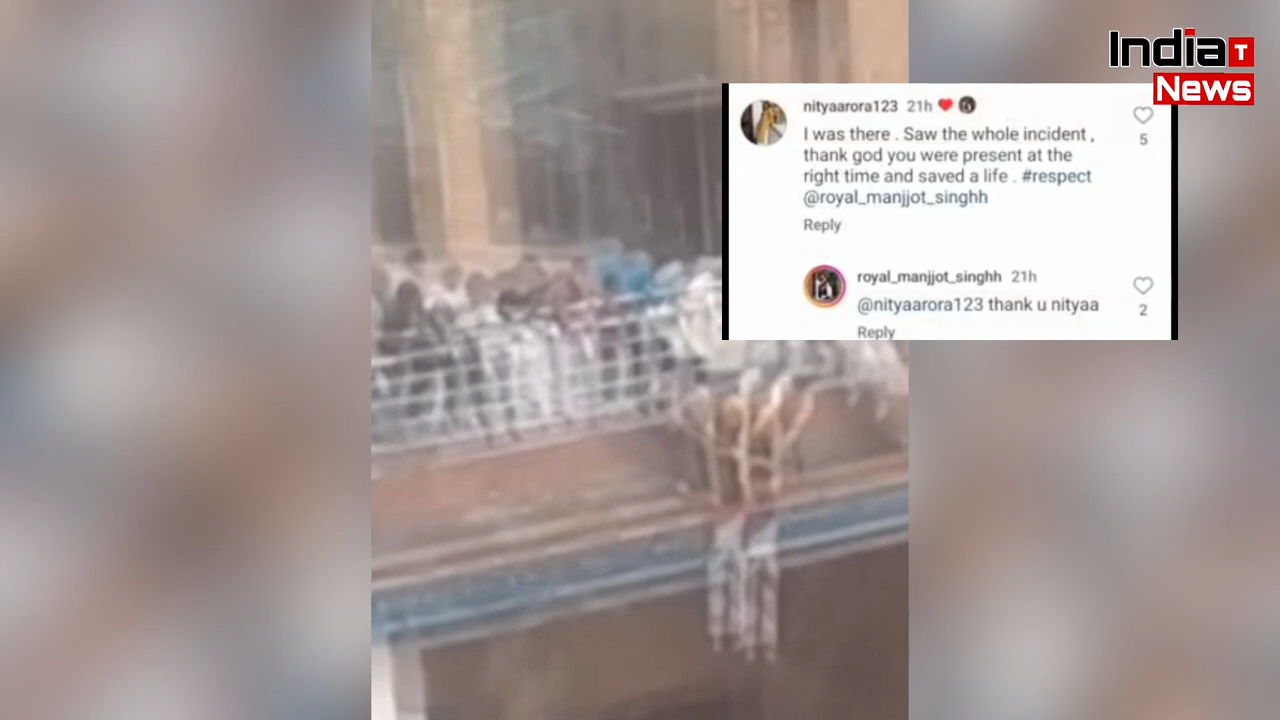 India T
News
nityaarora123 21h ❤️
I was there . Saw the whole incident ,
thank god you were present at the
right time and saved a life . #respect
@royal_manjjot_singhh
5
Reply
royal_manjjot_singhh 21h
@nityaarora123 thank u nityaa
2
Reply